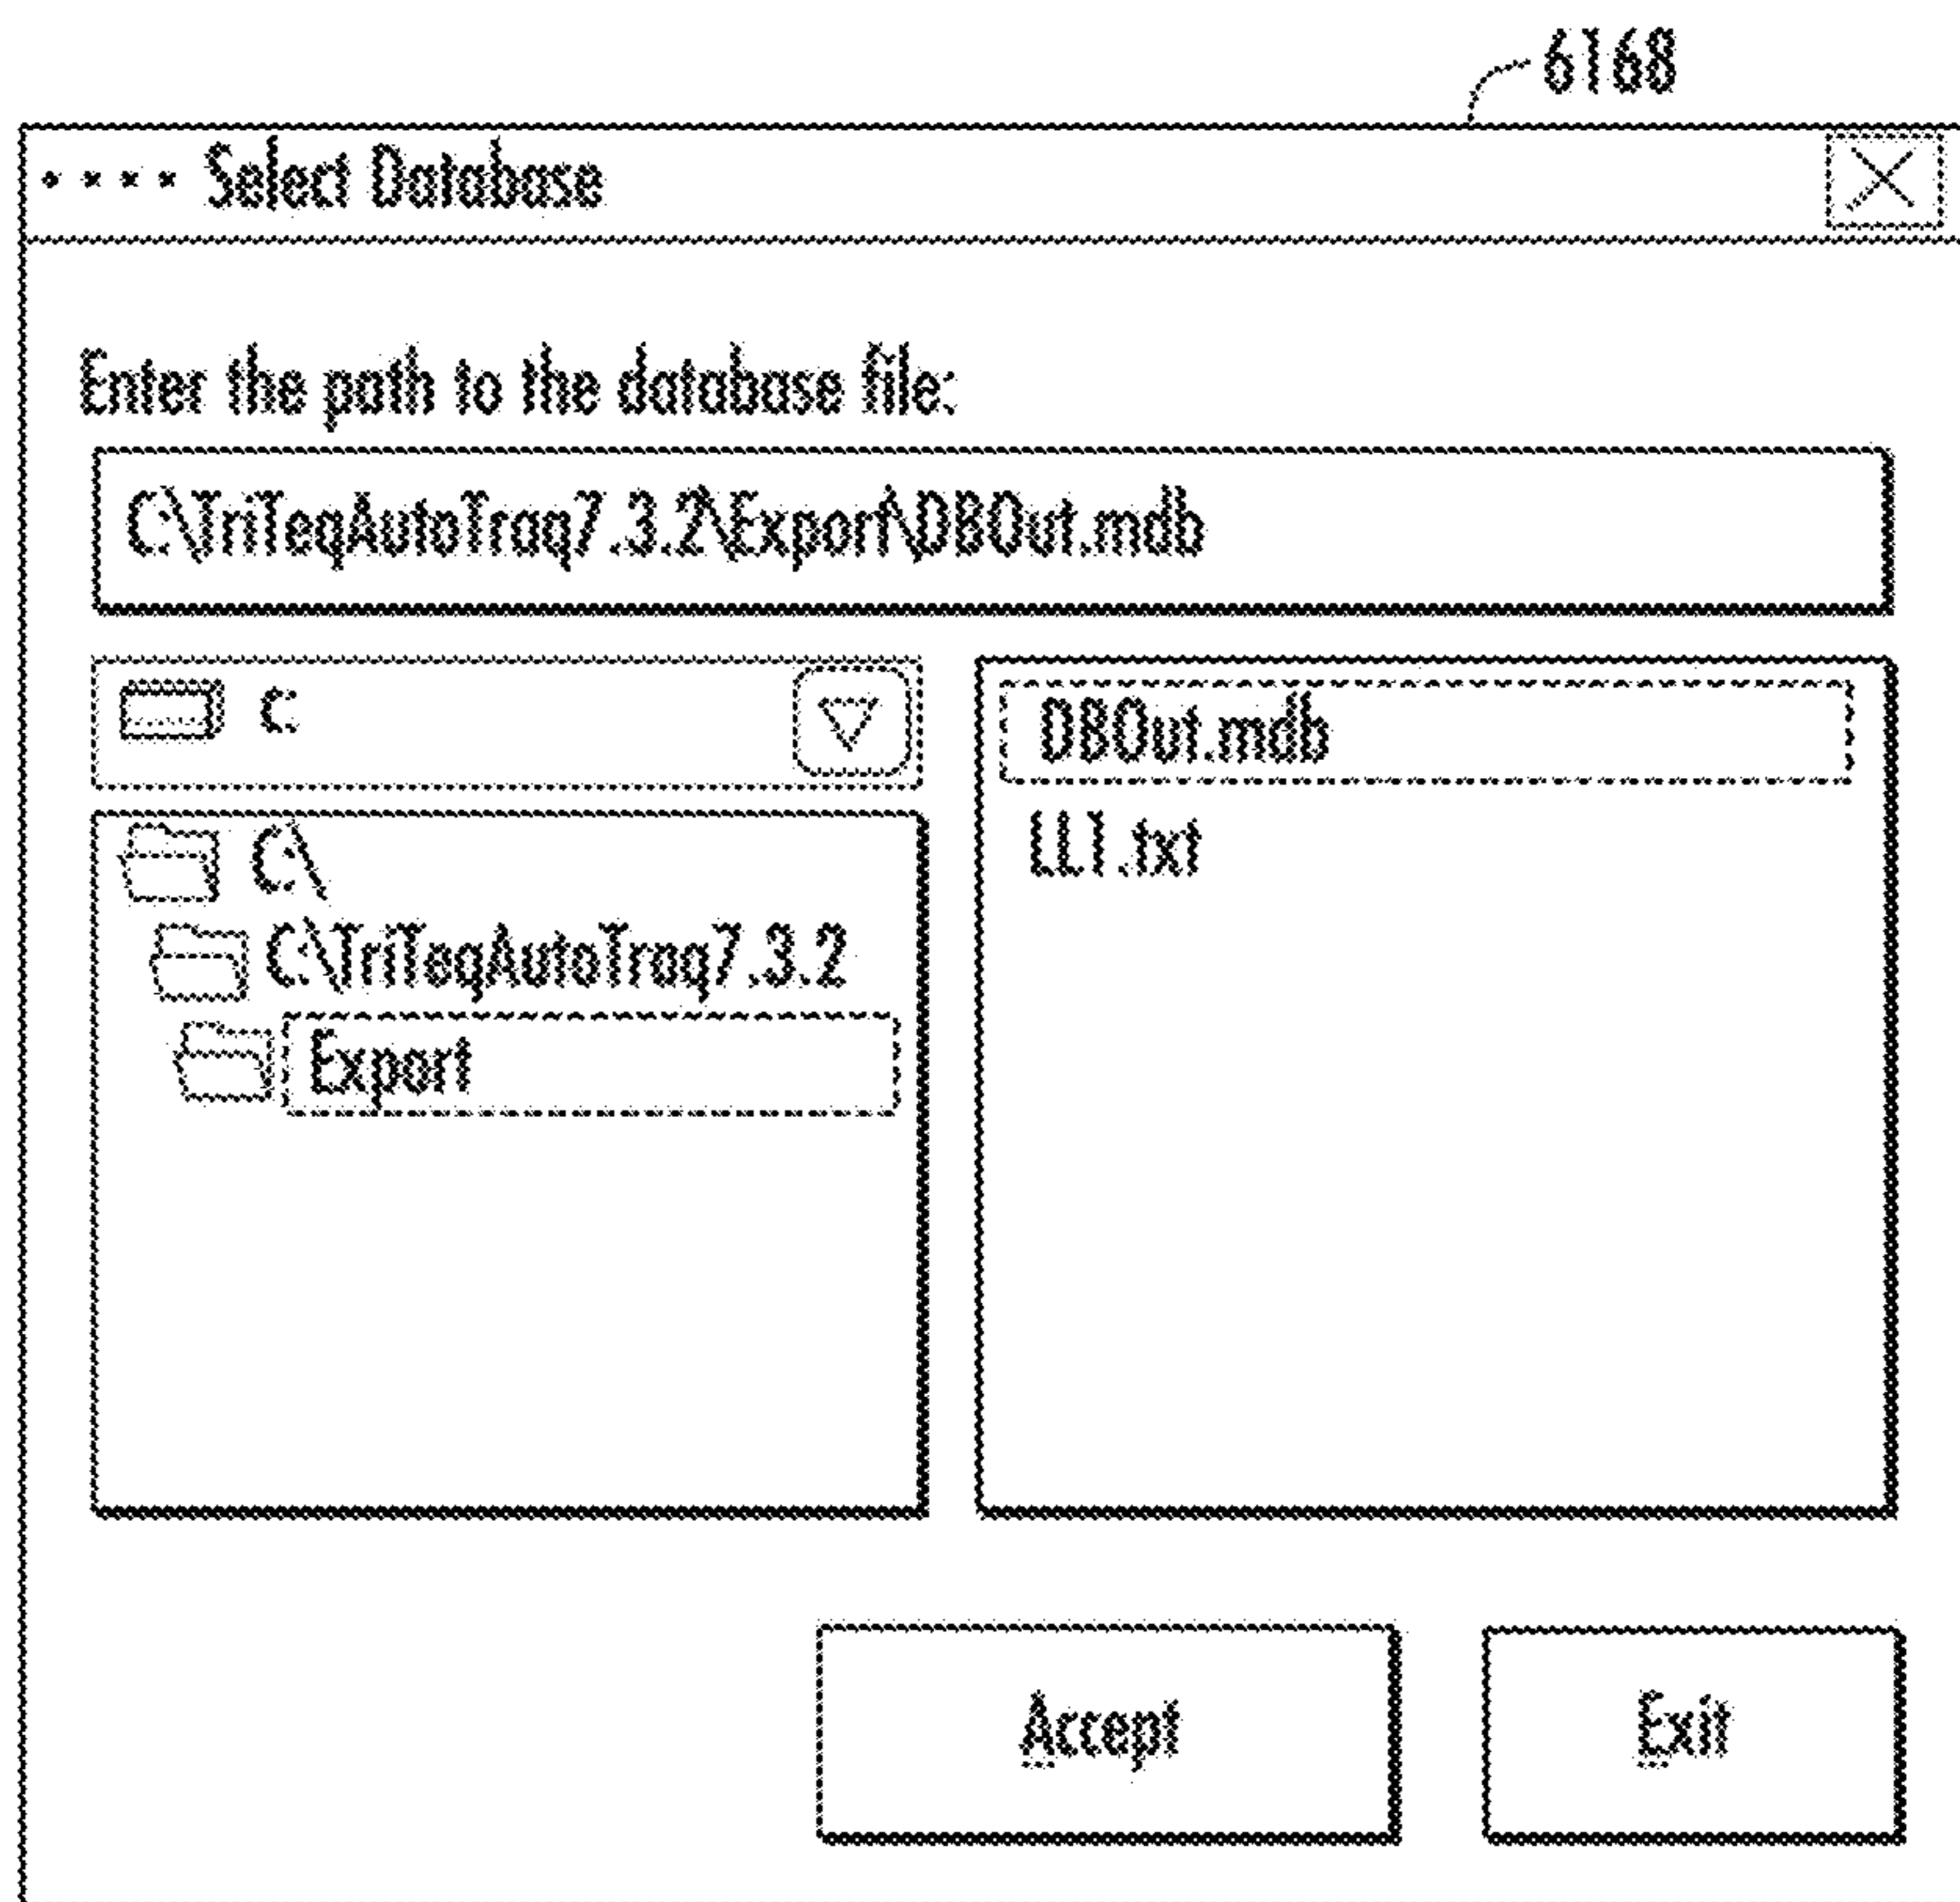 6168
Select Database
Enter the path to the database file:
C:\TriTeqAutoTraq7.3.2\Export\DBOut.mdb
c:
C:\
C:\TriTeqAutoTraq7.3.2
Export
DBOut.mdb
LL1.txt
Accept
Exit